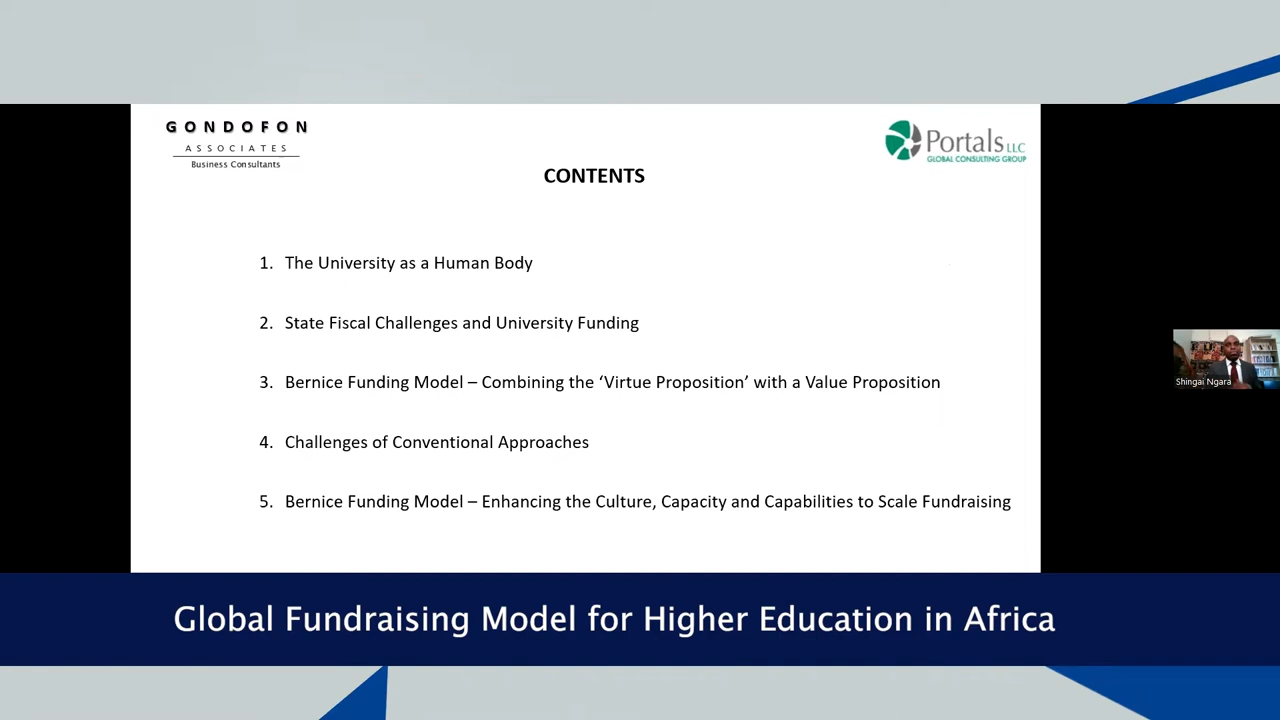 GONDOFON
ASSOCIATES
Business Consultants
Portals LLC
GLOBAL CONSULTING GROUP
CONTENTS
1. The University as a Human Body
2. State Fiscal Challenges and University Funding
3. Bernice Funding Model – Combining the ‘Virtue Proposition’ with a Value Proposition
4. Challenges of Conventional Approaches
5. Bernice Funding Model – Enhancing the Culture, Capacity and Capabilities to Scale Fundraising
Shingai Ngara
Global Fundraising Model for Higher Education in Africa